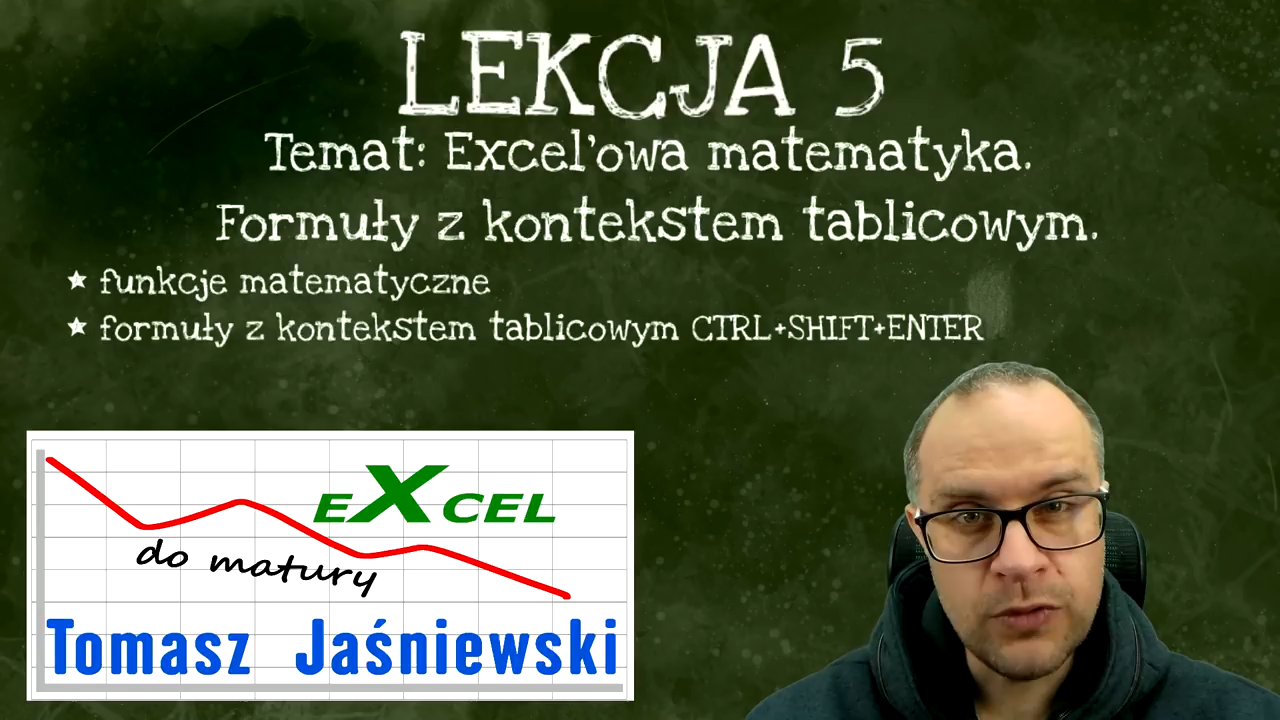 LEKCJA 5
Temat: Excel'owa matematyka.
Formuły z kontekstem tablicowym.
★ funkcje matematyczne
★ formuły z kontekstem tablicowym CTRL+SHIFT+ENTER
EXCEL
do matury
Tomasz Jaśniewski